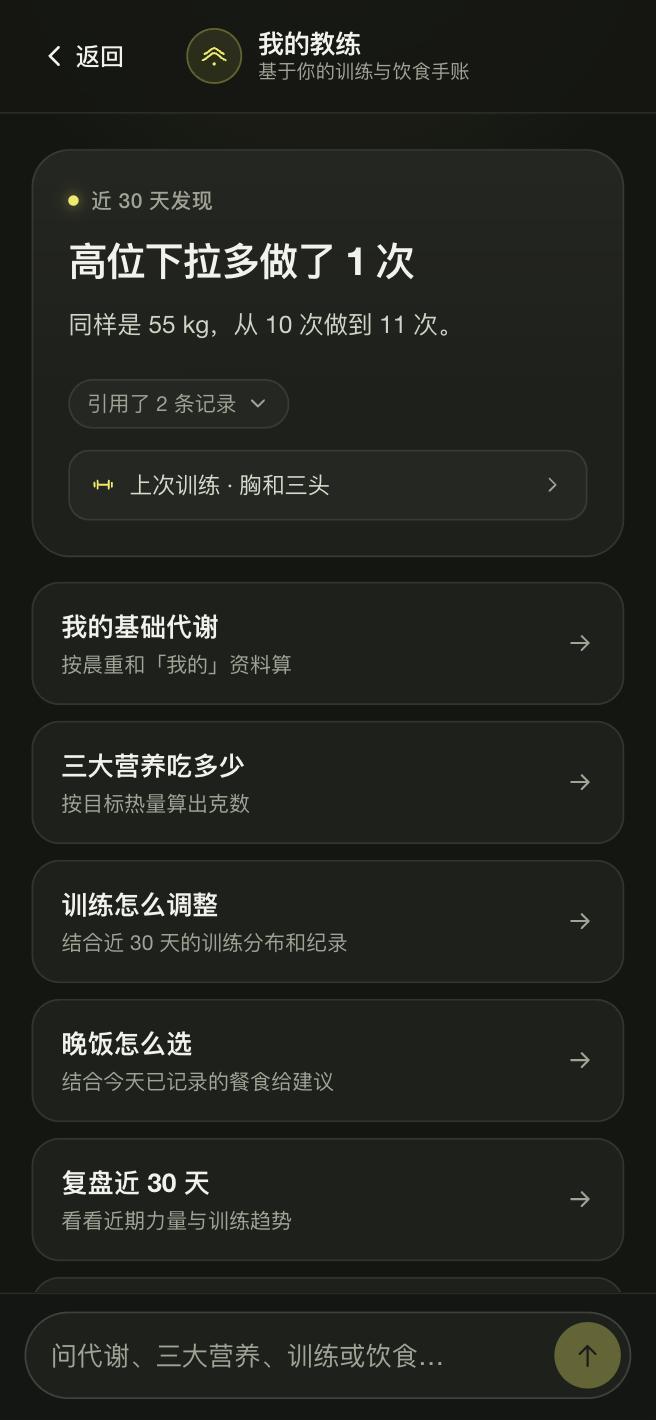 返回
我的教练
基于你的训练与饮食手账
近 30 天发现
高位下拉多做了 1 次
同样是 55 kg，从 10 次做到 11 次。
引用了 2 条记录
上次训练 · 胸和三头
我的基础代谢
按晨重和「我的」资料算
三大营养吃多少
按目标热量算出克数
训练怎么调整
结合近 30 天的训练分布和纪录
晚饭怎么选
结合今天已记录的餐食给建议
复盘近 30 天
看看近期力量与训练趋势
问代谢、三大营养、训练或饮食…